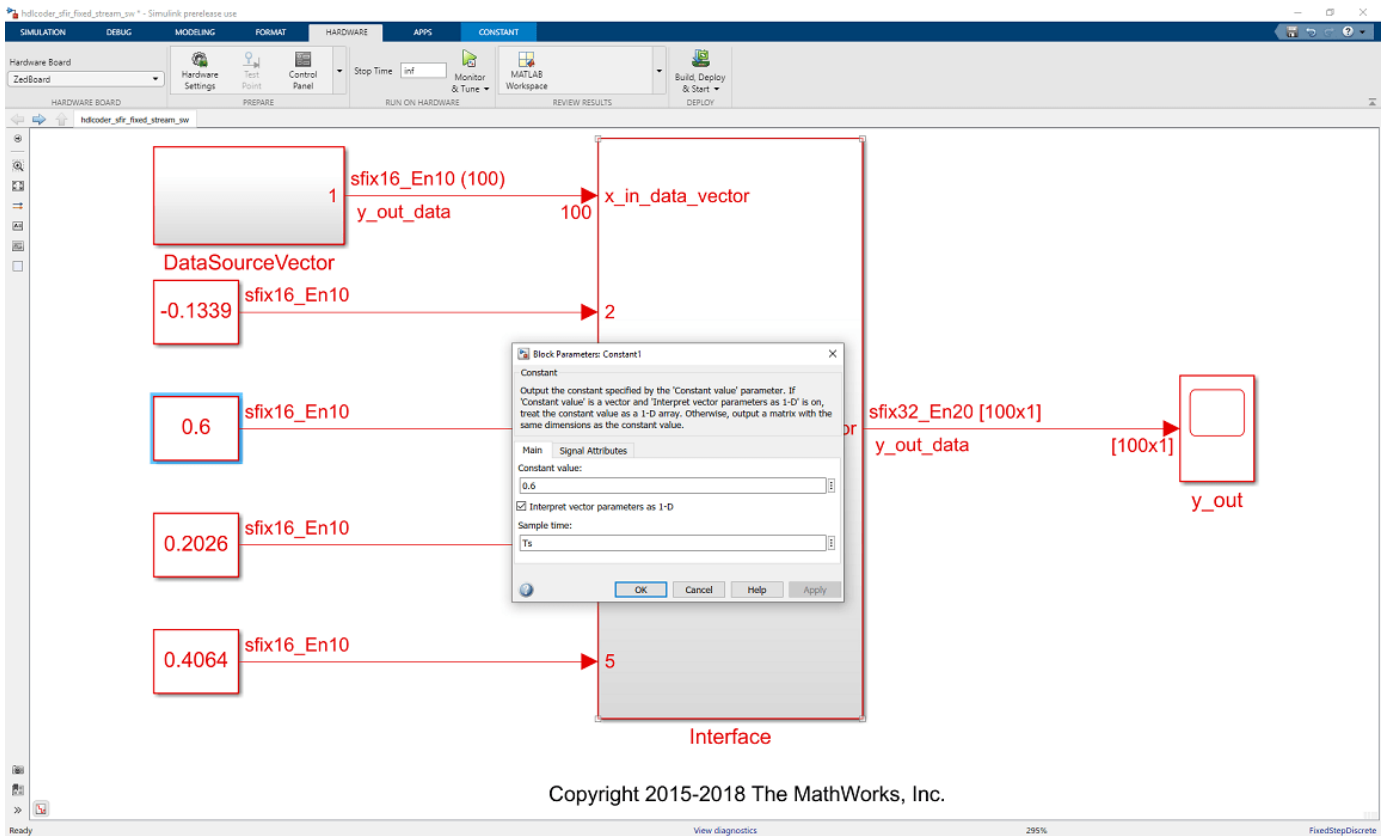 hdlcoder_sfir_fixed_stream_sw * - Simulink prerelease use
SIMULATION DEBUG MODELING FORMAT HARDWARE APPS CONSTANT
Hardware Board
ZedBoard
Hardware Settings
Test Point
Control Panel
Stop Time inf
Monitor & Tune
MATLAB Workspace
Build, Deploy & Start
HARDWARE BOARD PREPARE RUN ON HARDWARE REVIEW RESULTS DEPLOY
hdlcoder_sfir_fixed_stream_sw
1
sfix16_En10 (100)
y_out_data
100
x_in_data_vector
DataSourceVector
-0.1339
sfix16_En10
2
0.6
sfix16_En10
0.2026
sfix16_En10
0.4064
sfix16_En10
5
Block Parameters: Constant1
Constant
Output the constant specified by the 'Constant value' parameter. If
'Constant value' is a vector and 'Interpret vector parameters as 1-D' is on,
treat the constant value as a 1-D array. Otherwise, output a matrix with the
same dimensions as the constant value.
Main Signal Attributes
Constant value:
0.6
Interpret vector parameters as 1-D
Sample time:
Ts
OK Cancel Help Apply
or
sfix32_En20 [100x1]
y_out_data
[100x1]
y_out
Interface
Copyright 2015-2018 The MathWorks, Inc.
Ready View diagnostics 295% FixedStepDiscrete